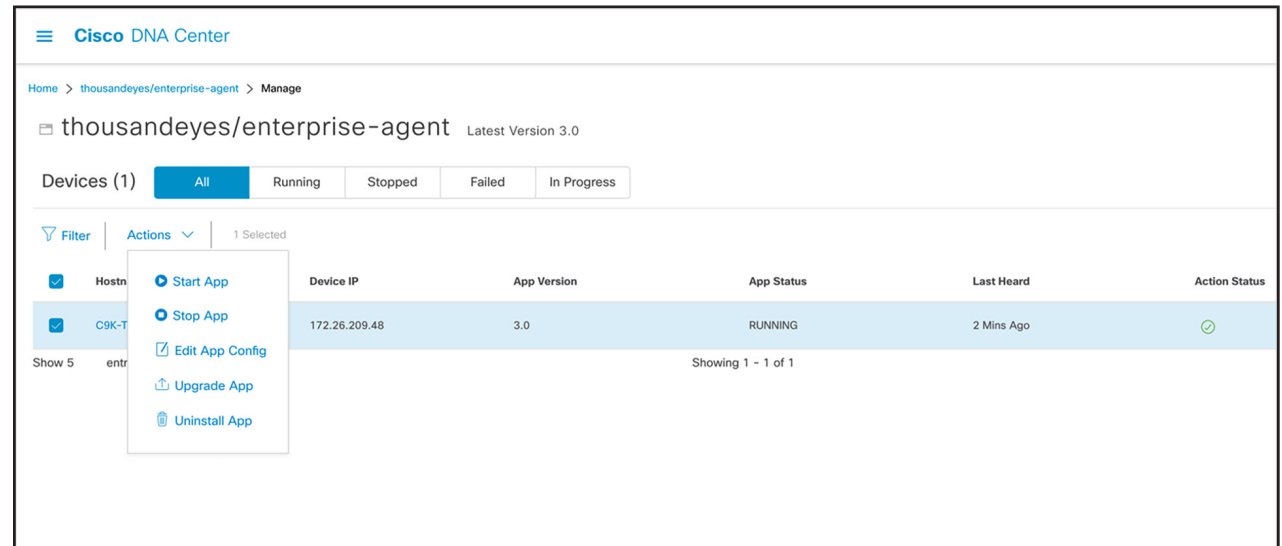 Cisco DNA Center
Home > thousandeyes/enterprise-agent > Manage
thousandeyes/enterprise-agent Latest Version 3.0
Devices (1) All Running Stopped Failed In Progress
Filter Actions 1 Selected
Hostn Device IP App Version App Status Last Heard Action Status
C9K-T 172.26.209.48 3.0 RUNNING 2 Mins Ago
Show 5 entr Showing 1 - 1 of 1
Start App
Stop App
Edit App Config
Upgrade App
Uninstall App